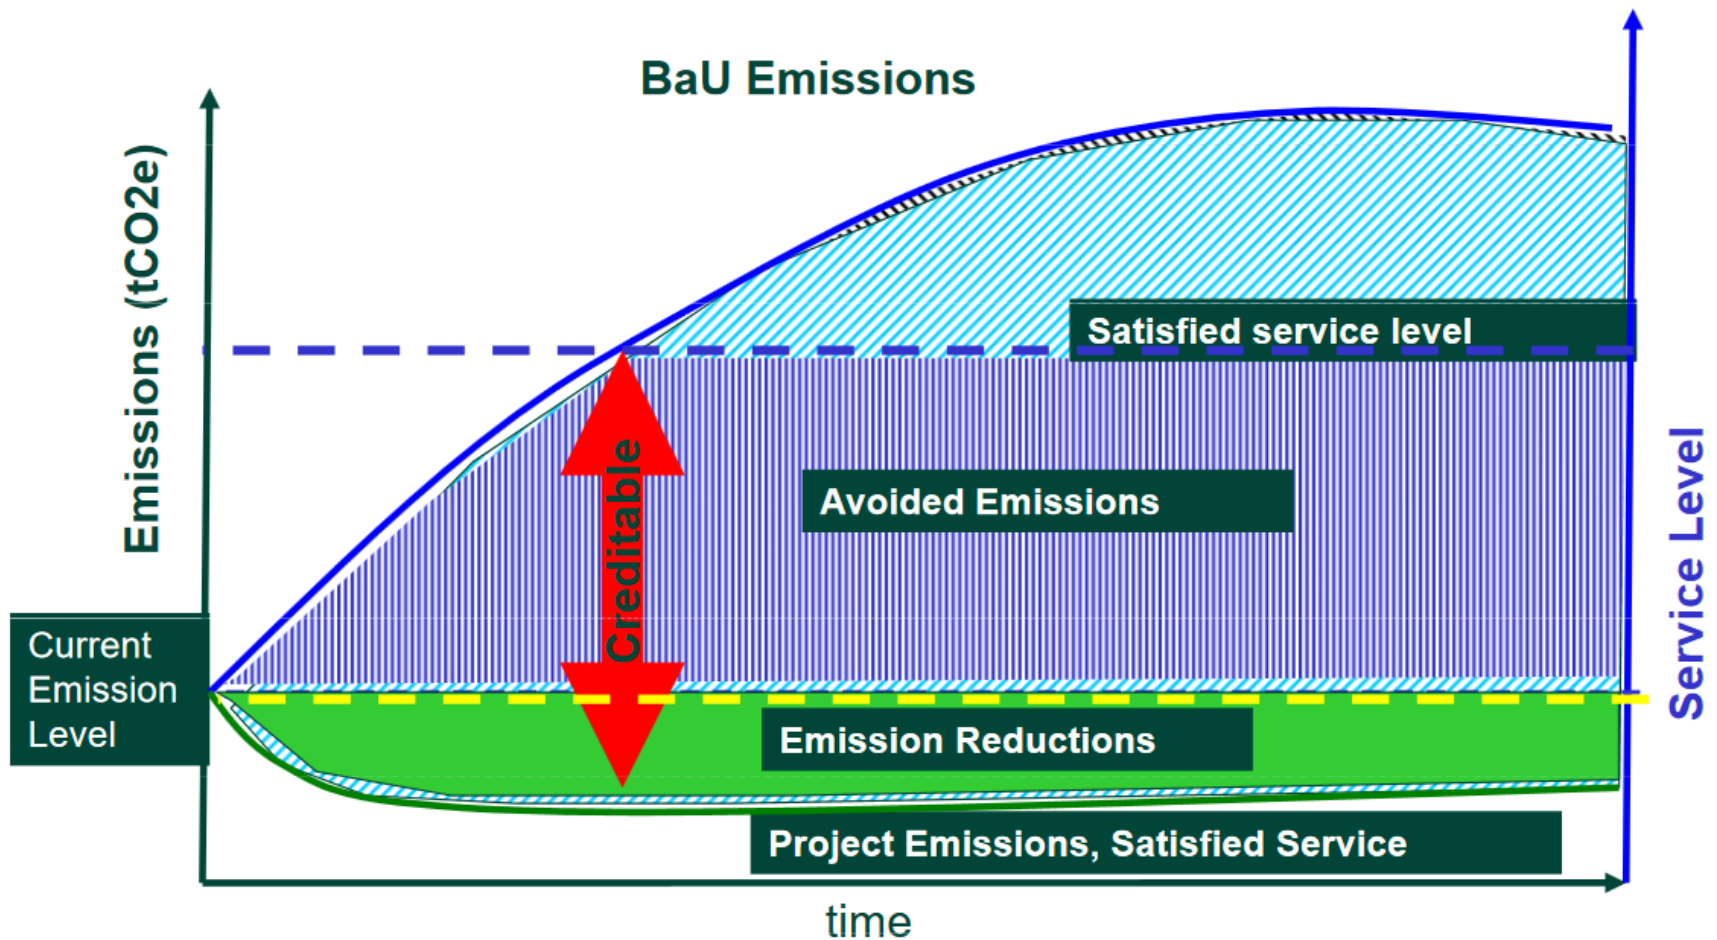 BaU Emissions
Emissions (tCO2e)
Satisfied service level
Avoided Emissions
Creditable
Service Level
Current
Emission
Level
Emission Reductions
Project Emissions, Satisfied Service
time